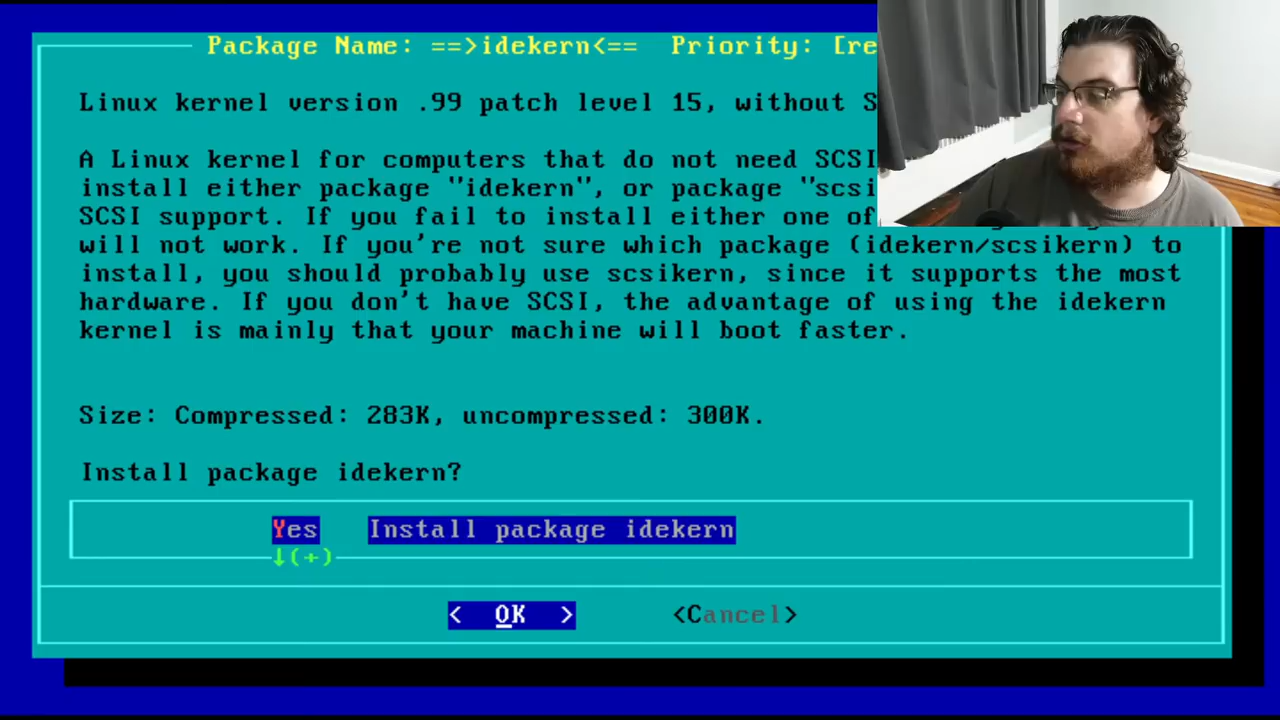 Package Name: ==>idekern<== Priority: [re
Linux kernel version .99 patch level 15, without S
A Linux kernel for computers that do not need SCSI
install either package "idekern", or package "scsi
SCSI support. If you fail to install either one of
will not work. If you're not sure which package (idekern/scsikern) to
install, you should probably use scsikern, since it supports the most
hardware. If you don't have SCSI, the advantage of using the idekern
kernel is mainly that your machine will boot faster.
Size: Compressed: 283K, uncompressed: 300K.
Install package idekern?
Yes Install package idekern
↓(+)
< OK > <Cancel>